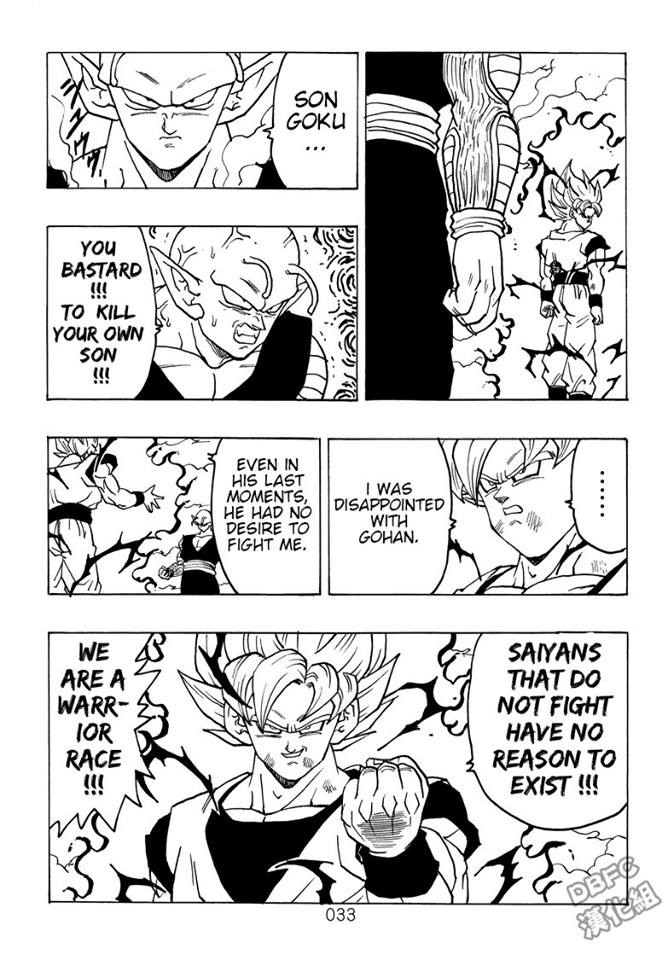 SON
GOKU
...
YOU
BASTARD
!!!
TO KILL
YOUR OWN
SON
!!!
......
I WAS
DISAPPOINTED
WITH
GOHAN.
EVEN IN
HIS LAST
MOMENTS,
HE HAD NO
DESIRE TO
FIGHT ME.
SAIYANS
THAT DO
NOT FIGHT
HAVE NO
REASON TO
EXIST !!!
WE
ARE A
WARR-
IOR
RACE
!!!
033
DBFC
漢化組